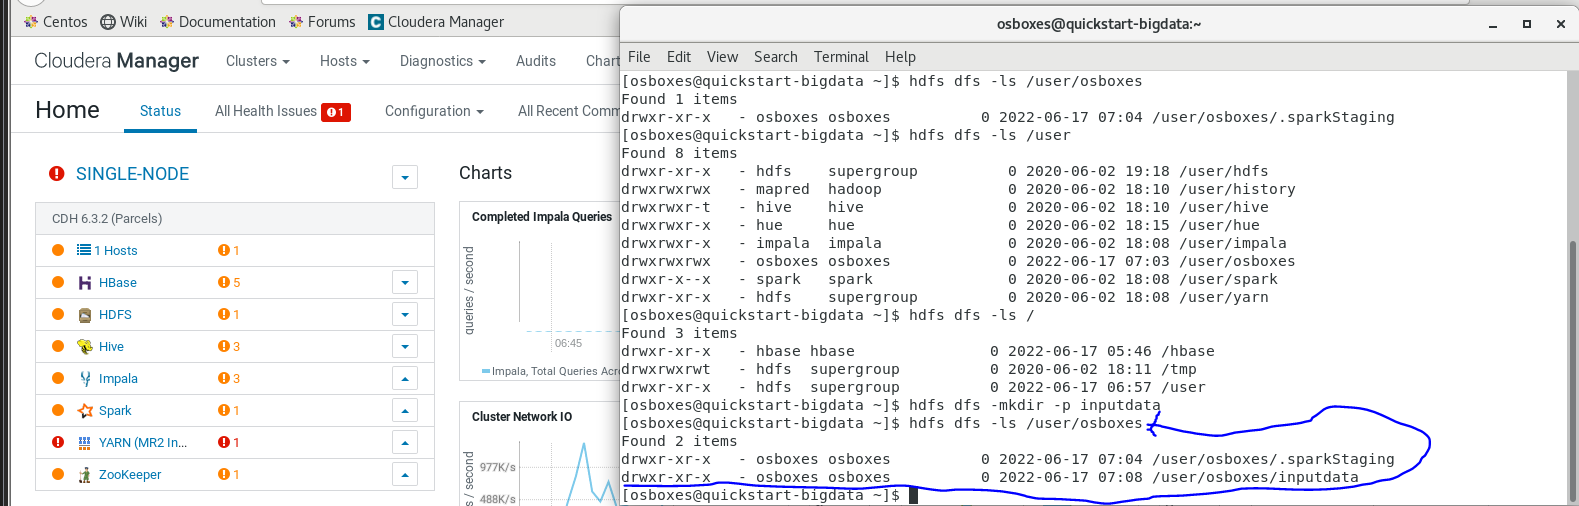 Centos Wiki Documentation Forums Cloudera Manager
Cloudera Manager Clusters Hosts Diagnostics Audits Chart
Home Status All Health Issues 1 Configuration All Recent Comm
SINGLE-NODE
CDH 6.3.2 (Parcels)
1 Hosts 1
HBase 5
HDFS 1
Hive 3
Impala 3
Spark 1
YARN (MR2 In... 1
ZooKeeper 1
Charts
Completed Impala Queries
queries / second
06:45
Impala, Total Queries Acro
Cluster Network IO
s / second
977K/s
488K/s
osboxes@quickstart-bigdata:~
File Edit View Search Terminal Help
[osboxes@quickstart-bigdata ~]$ hdfs dfs -ls /user/osboxes
Found 1 items
drwxr-xr-x   - osboxes osboxes          0 2022-06-17 07:04 /user/osboxes/.sparkStaging
[osboxes@quickstart-bigdata ~]$ hdfs dfs -ls /user
Found 8 items
drwxr-xr-x   - hdfs    supergroup          0 2020-06-02 19:18 /user/hdfs
drwxrwxrwx   - mapred  hadoop              0 2020-06-02 18:10 /user/history
drwxrwxr-t   - hive    hive                0 2020-06-02 18:10 /user/hive
drwxrwxr-x   - hue     hue                 0 2020-06-02 18:15 /user/hue
drwxrwxr-x   - impala  impala              0 2020-06-02 18:08 /user/impala
drwxrwxrwx   - osboxes osboxes             0 2022-06-17 07:03 /user/osboxes
drwxr-x--x   - spark   spark               0 2020-06-02 18:08 /user/spark
drwxr-xr-x   - hdfs    supergroup          0 2020-06-02 18:08 /user/yarn
[osboxes@quickstart-bigdata ~]$ hdfs dfs -ls /
Found 3 items
drwxr-xr-x   - hbase hbase               0 2022-06-17 05:46 /hbase
drwxrwxrwt   - hdfs  supergroup          0 2020-06-02 18:11 /tmp
drwxr-xr-x   - hdfs  supergroup          0 2022-06-17 06:57 /user
[osboxes@quickstart-bigdata ~]$ hdfs dfs -mkdir -p inputdata
[osboxes@quickstart-bigdata ~]$ hdfs dfs -ls /user/osboxes
Found 2 items
drwxr-xr-x   - osboxes osboxes          0 2022-06-17 07:04 /user/osboxes/.sparkStaging
drwxr-xr-x   - osboxes osboxes          0 2022-06-17 07:08 /user/osboxes/inputdata
[osboxes@quickstart-bigdata ~]$